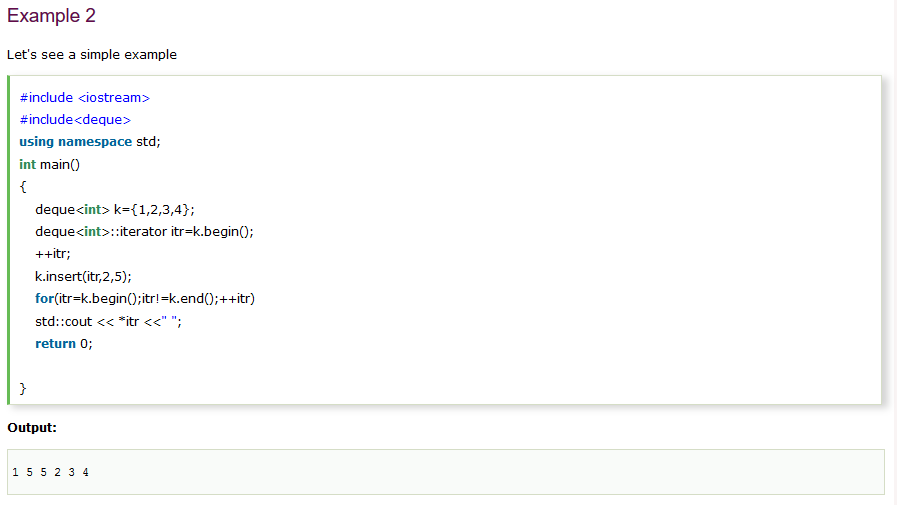 Example 2
Let's see a simple example
#include <iostream>
#include<deque>
using namespace std;
int main()
{
deque<int> k={1,2,3,4};
deque<int>::iterator itr=k.begin();
++itr;
k.insert(itr,2,5);
for(itr=k.begin();itr!=k.end();++itr)
std::cout << *itr <<" ";
return 0;
}
Output:
1 5 5 2 3 4